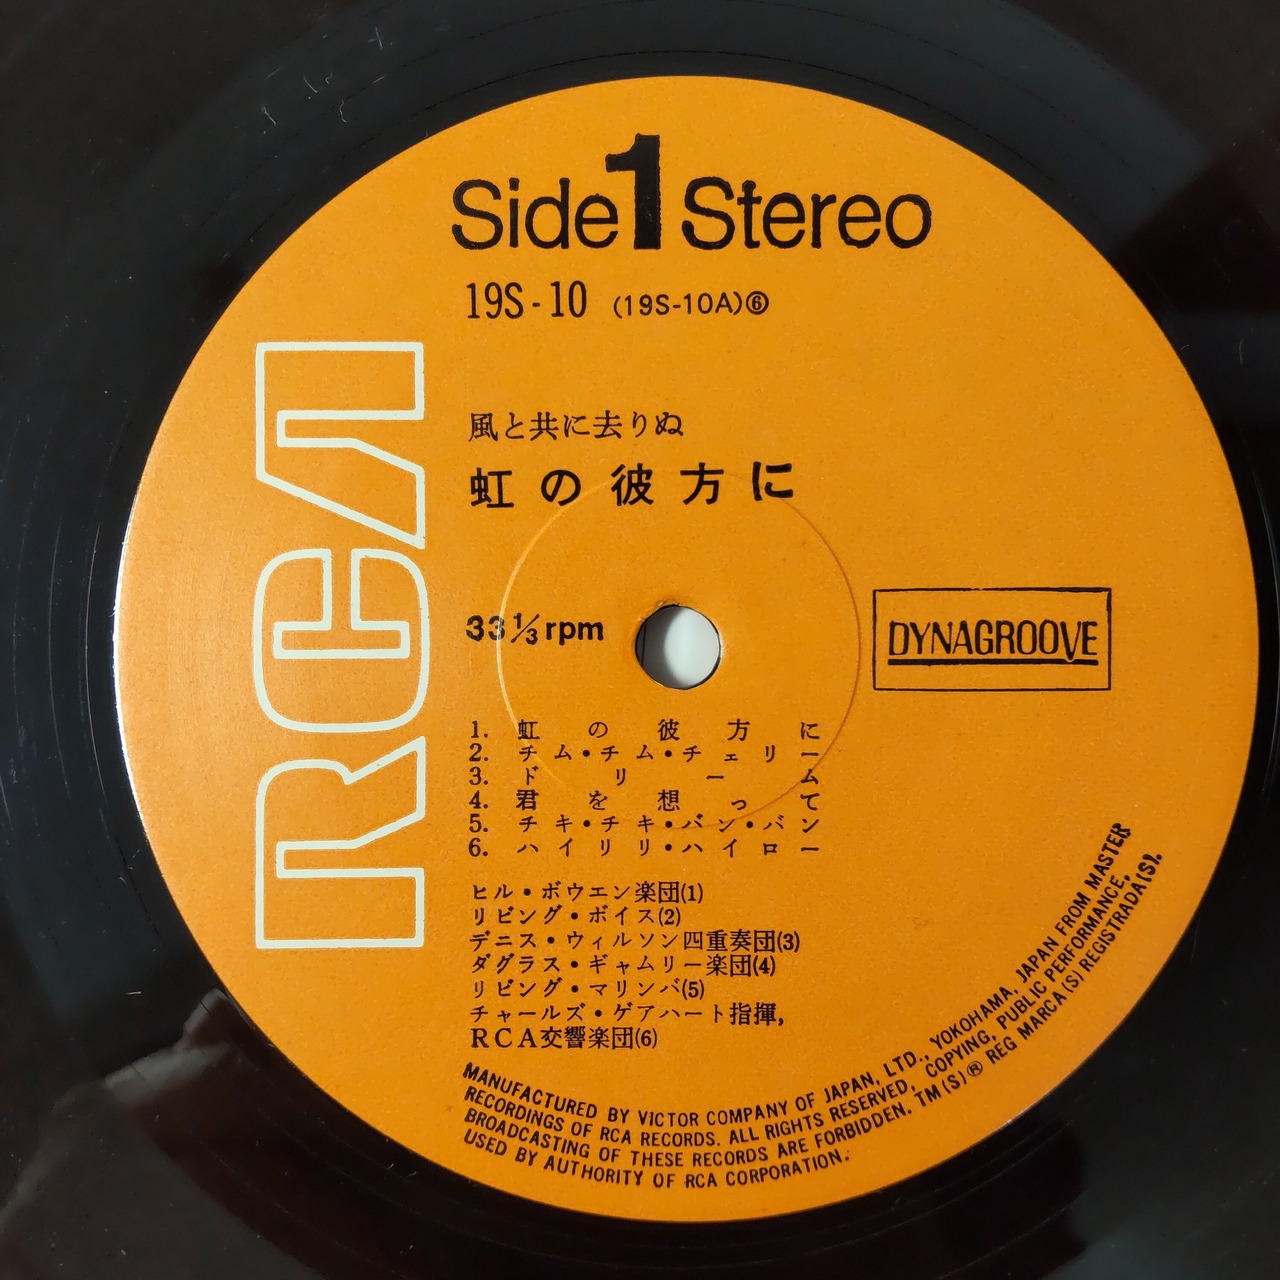 Side 1 Stereo
19S-10 (19S-10A)⑥
風と共に去りぬ
虹の彼方に
RCA
33⅓rpm
DYNAGROOVE
1. 虹の彼方に
2. チム・チム・チェリー
3. ドリーム
4. 君を想って
5. チキ・チキ・バン・バン
6. ハイリリ・ハイロー
ヒル・ボウエン楽団(1)
リビング・ボイス(2)
デニス・ウィルソン四重奏団(3)
ダグラス・ギャムリー楽団(4)
リビング・マリンバ(5)
チャールズ・ゲアハート指揮,
RCA交響楽団(6)
MANUFACTURED BY VICTOR COMPANY OF JAPAN, LTD., YOKOHAMA, JAPAN FROM MASTER
RECORDINGS OF RCA RECORDS. ALL RIGHTS RESERVED, COPYING, PUBLIC PERFORMANCE,
BROADCASTING OF THESE RECORDS ARE FORBIDDEN. TM(S)® REG MARCA(S) REGISTRADA(S).
USED BY AUTHORITY OF RCA CORPORATION.